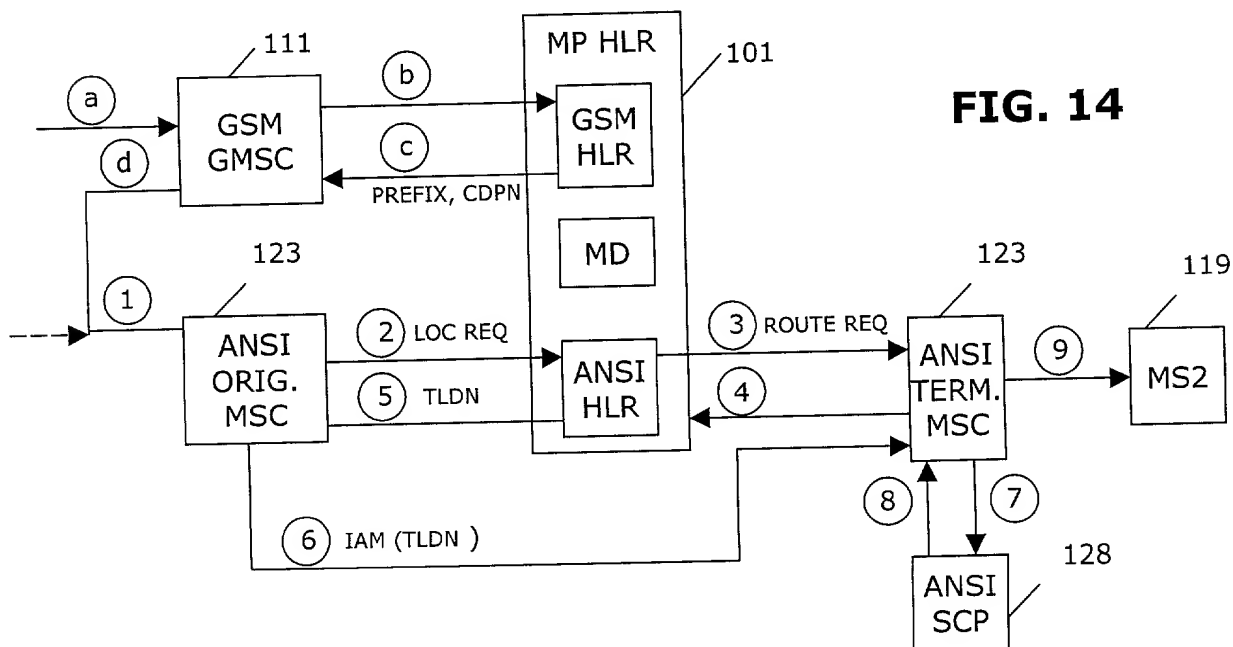 FIG. 14
111
MP HLR
101
a
b
GSM
GMSC
GSM
HLR
c
d
PREFIX, CDPN
MD
123
123
119
1
2 LOC REQ
3 ROUTE REQ
ANSI
ORIG.
MSC
ANSI
HLR
ANSI
TERM.
MSC
9
MS2
5 TLDN
4
8
7
6 IAM (TLDN )
128
ANSI
SCP